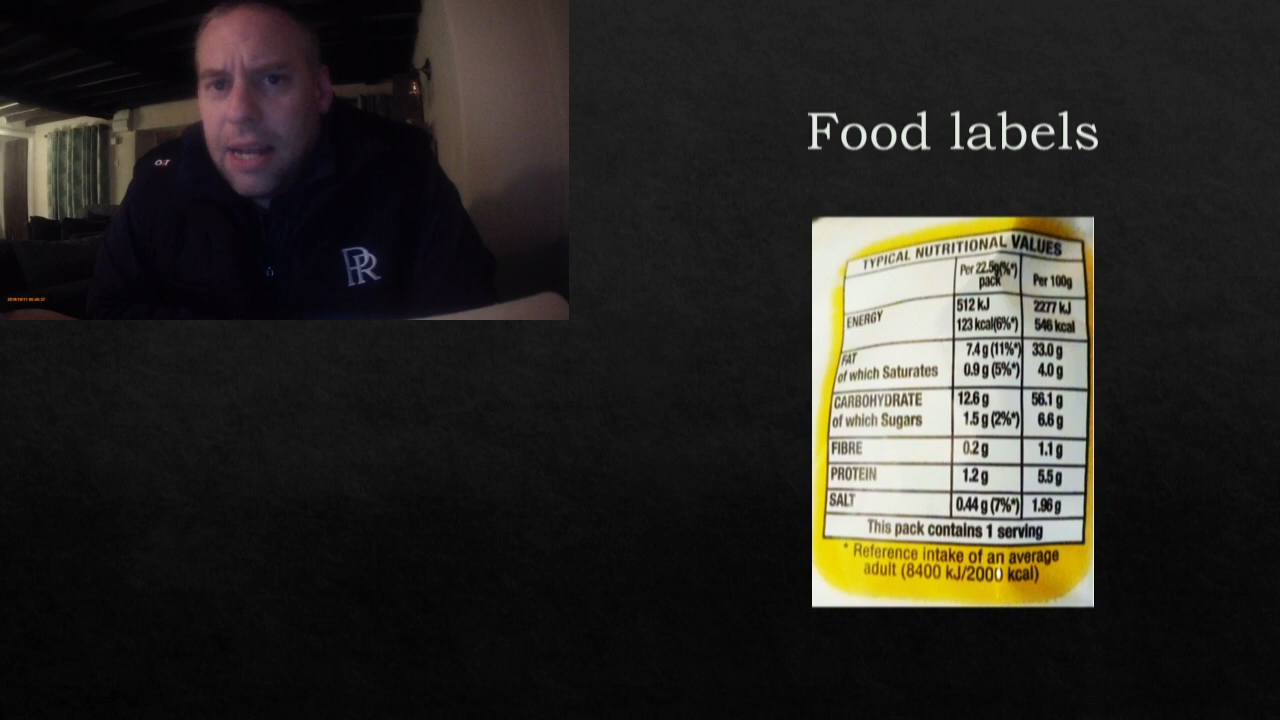 Food labels
TYPICAL NUTRITIONAL VALUES
Per 22.5g(%*) pack Per 100g
ENERGY 512 kJ 2277 kJ
123 kcal(6%*) 546 kcal
FAT 7.4 g (11%*) 33.0 g
of which Saturates 0.9 g (5%*) 4.0 g
CARBOHYDRATE 12.6 g 56.1 g
of which Sugars 1.5 g (2%*) 6.6 g
FIBRE 0.2 g 1.1 g
PROTEIN 1.2 g 5.5 g
SALT 0.44 g (7%*) 1.96 g
This pack contains 1 serving
* Reference intake of an average
adult (8400 kJ/2000 kcal)
RR